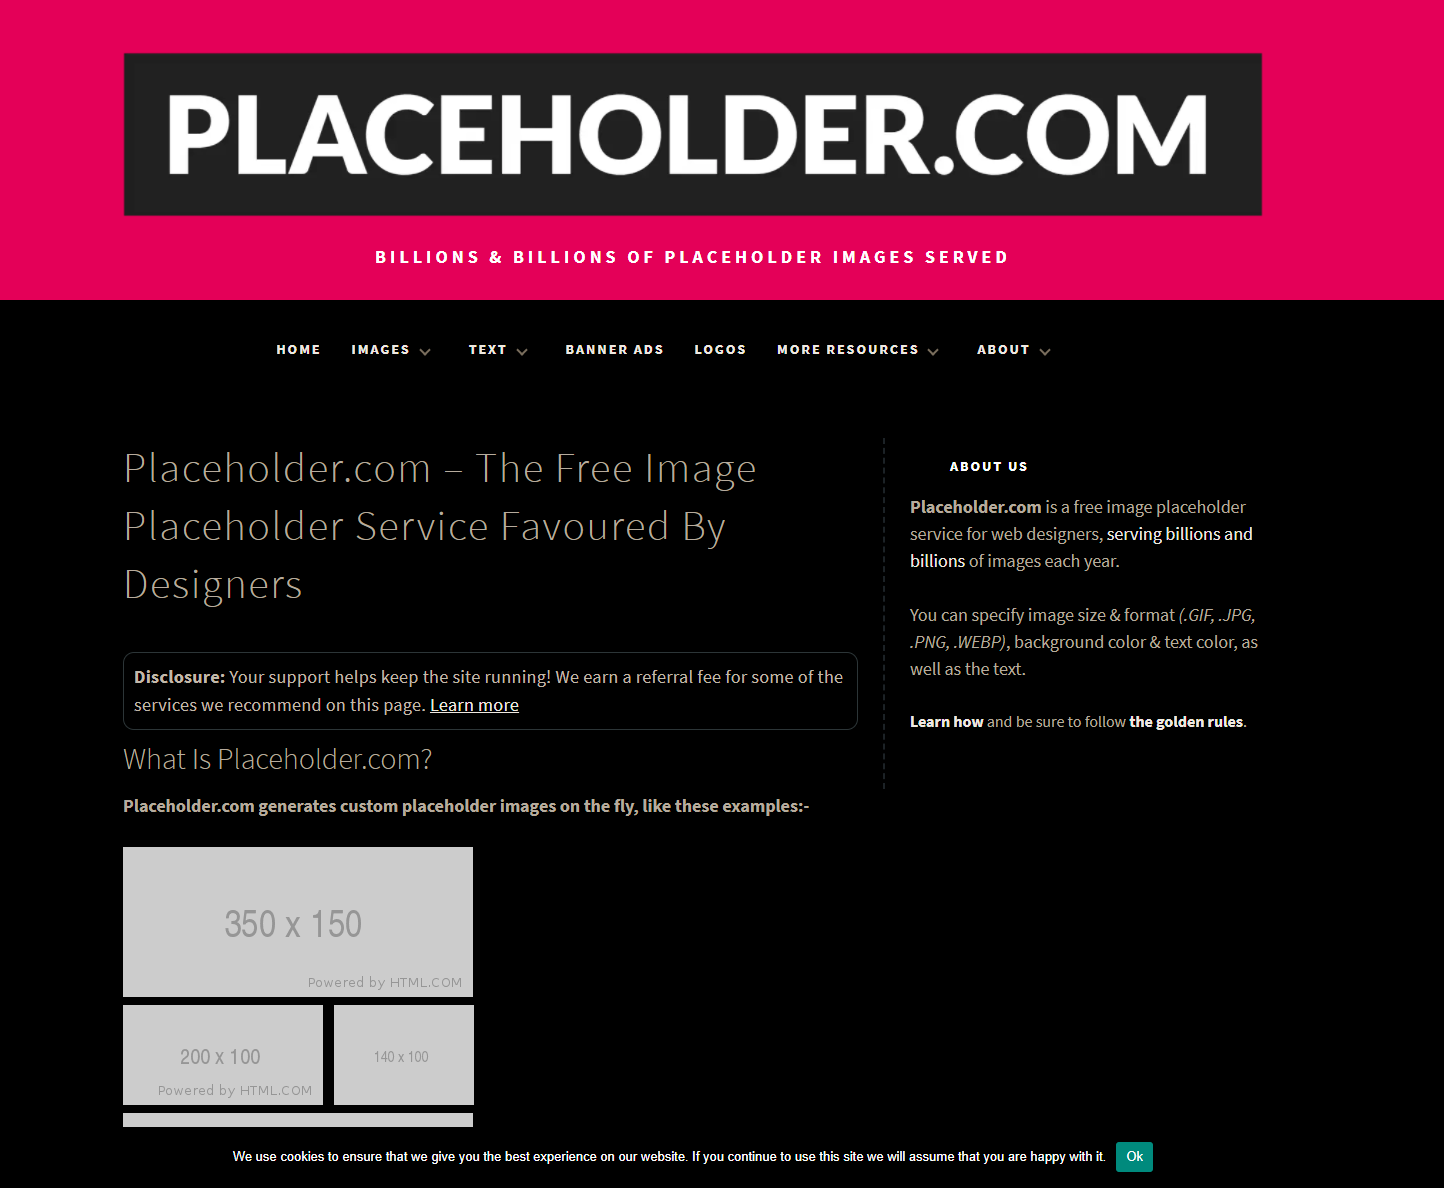 PLACEHOLDER.COM
BILLIONS & BILLIONS OF PLACEHOLDER IMAGES SERVED
HOME IMAGES TEXT BANNER ADS LOGOS MORE RESOURCES ABOUT
Placeholder.com – The Free Image
Placeholder Service Favoured By
Designers
Disclosure: Your support helps keep the site running! We earn a referral fee for some of the
services we recommend on this page. Learn more
What Is Placeholder.com?
Placeholder.com generates custom placeholder images on the fly, like these examples:-
350 x 150
Powered by HTML.COM
200 x 100
Powered by HTML.COM
140 x 100
ABOUT US
Placeholder.com is a free image placeholder
service for web designers, serving billions and
billions of images each year.
You can specify image size & format (.GIF, .JPG,
.PNG, .WEBP), background color & text color, as
well as the text.
Learn how and be sure to follow the golden rules.
We use cookies to ensure that we give you the best experience on our website. If you continue to use this site we will assume that you are happy with it. Ok